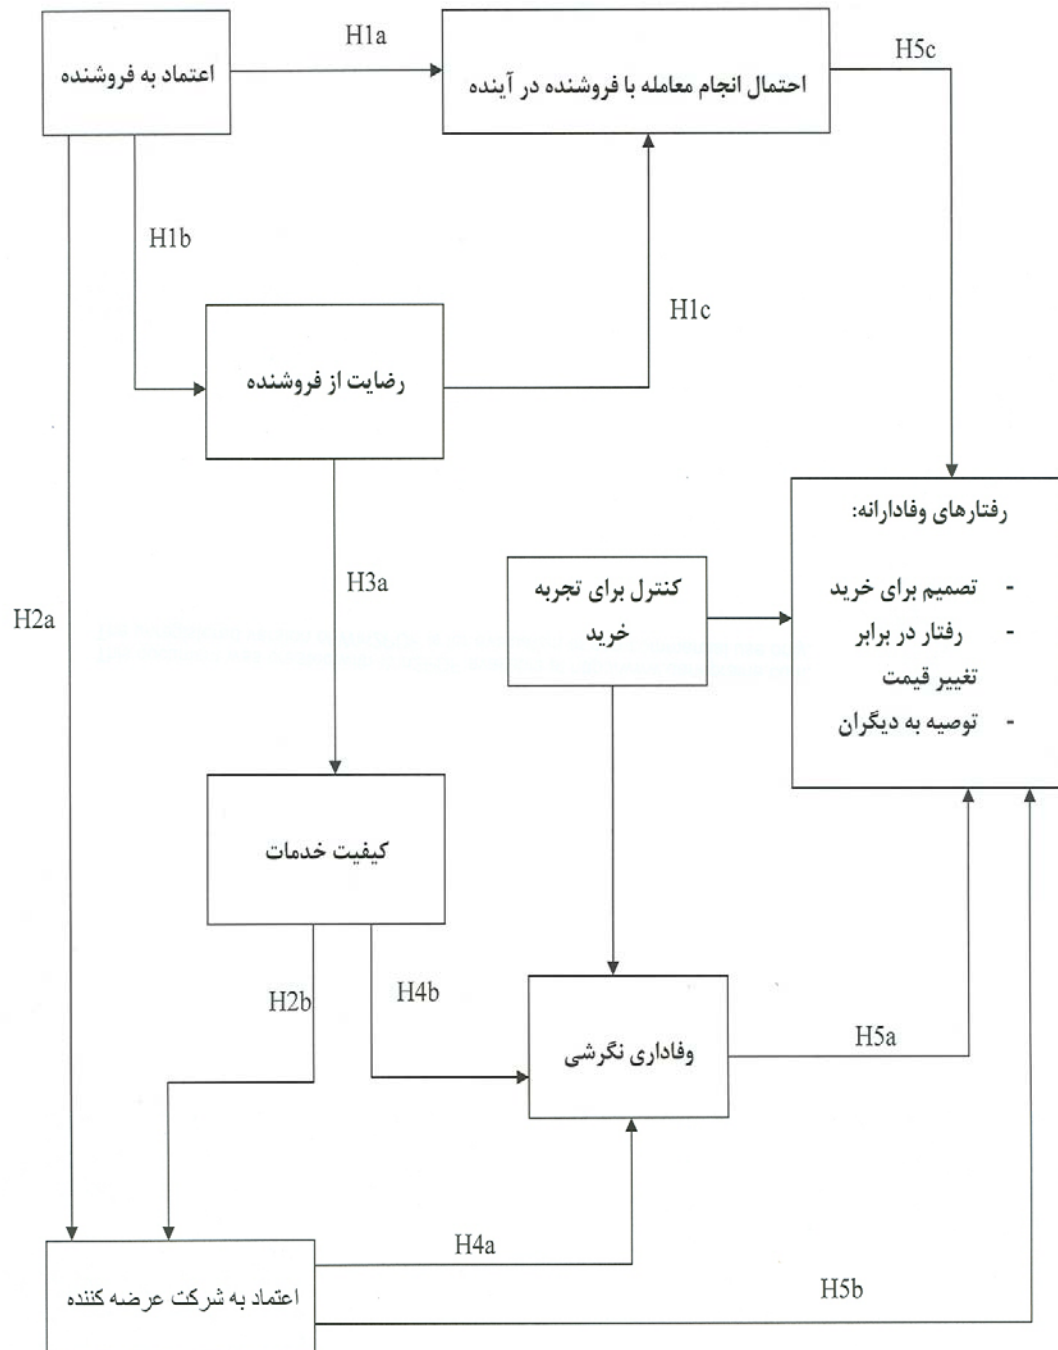 H1a
H5c
اعتماد به فروشنده
احتمال انجام معامله با فروشنده در آینده
H1b
H1c
رضایت از فروشنده
رفتارهای وفادارانه:
H3a
کنترل برای تجربه
خرید
- تصمیم برای خرید
- رفتار در برابر
تغییر قیمت
- توصیه به دیگران
H2a
کیفیت خدمات
H2b
H4b
وفاداری نگرشی
H5a
H4a
اعتماد به شرکت عرضه کننده
H5b